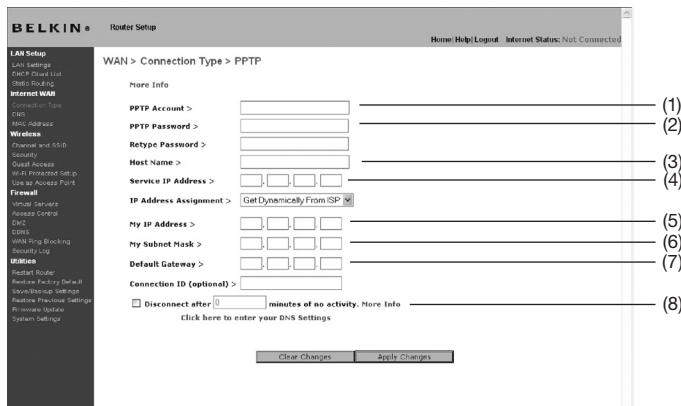 BELKIN
Router Setup
Home|Help|Logout Internet Status: Not Connected
LAN Setup
LAN Settings
DHCP Client List
Static Routing
Internet WAN
Connection Type
DNS
MAC Address
Wireless
Channel and SSID
Security
Guest Access
Wi-Fi Protected Setup
Use as Access Point
Firewall
Virtual Servers
Access Control
DMZ
DDNS
WAN Ping Blocking
Security Log
Utilities
Restart Router
Restore Factory Default
Save/Backup Settings
Restore Previous Settings
Firmware Update
System Settings
WAN > Connection Type > PPTP
More Info
PPTP Account > (1)
PPTP Password > (2)
Retype Password >
Host Name > (3)
Service IP Address > . . . (4)
IP Address Assignment > Get Dynamically From ISP
My IP Address > . . . (5)
My Subnet Mask > . . . (6)
Default Gateway > . . . (7)
Connection ID (optional) >
Disconnect after 0 minutes of no activity. More Info (8)
Click here to enter your DNS Settings
Clear Changes Apply Changes